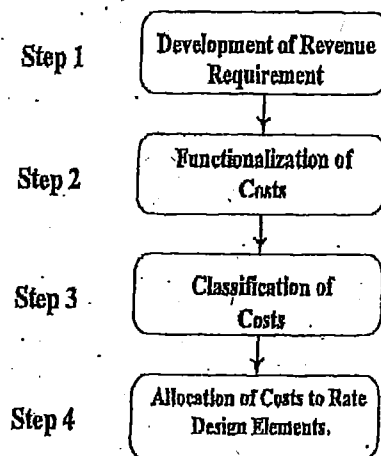 Step 1
Development of Revenue
Requirement
Step 2
Functionalization of
Costs
Step 3
Classification of
Costs
Step 4
Allocation of Costs to Rate
Design Elements.